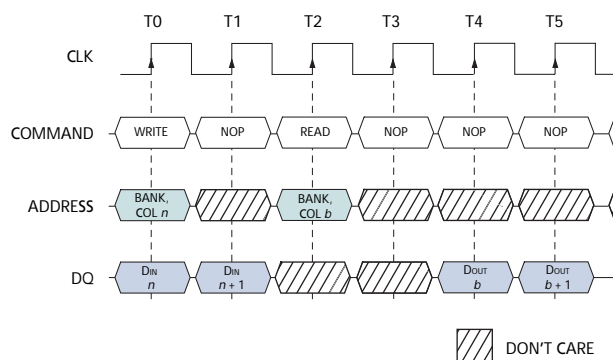 T0 T1 T2 T3 T4 T5
CLK
COMMAND WRITE NOP READ NOP NOP NOP
ADDRESS BANK, COL n BANK, COL b
DQ DIN n DIN n + 1 DOUT b DOUT b + 1
DON'T CARE